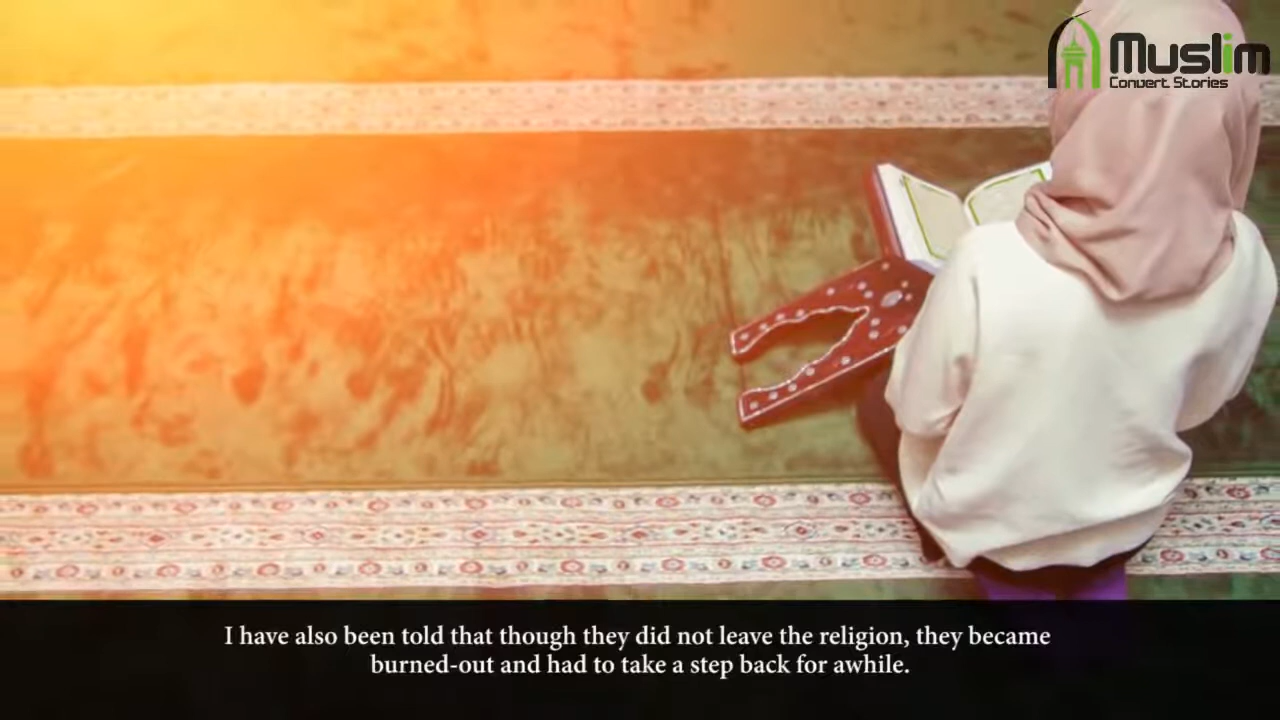 Muslim
Convert Stories
I have also been told that though they did not leave the religion, they became
burned-out and had to take a step back for awhile.